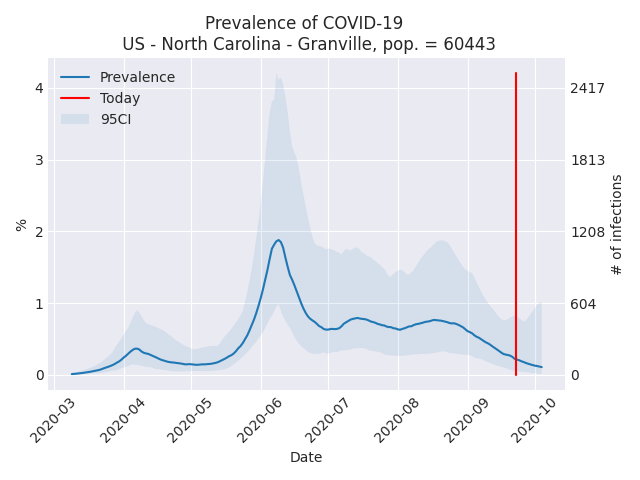 Prevalence of COVID-19
US - North Carolina - Granville, pop. = 60443
Prevalence
Today
95CI
4
3
2
1
0
%
2417
1813
1208
604
0
# of infections
2020-03
2020-04
2020-05
2020-06
2020-07
2020-08
2020-09
2020-10
Date